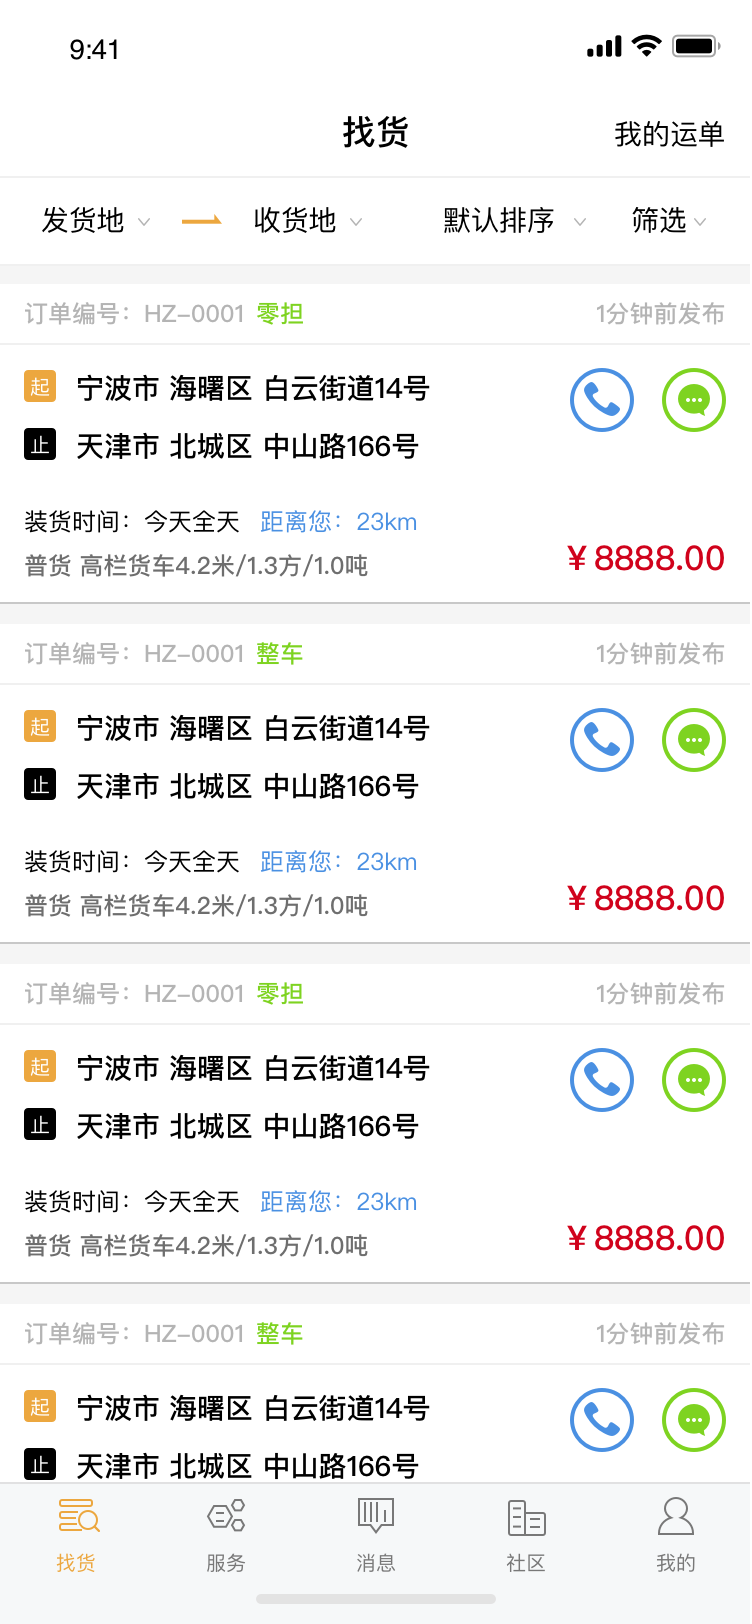 9:41
找货 我的运单
发货地 收货地 默认排序 筛选
订单编号：HZ-0001 零担 1分钟前发布
起 宁波市 海曙区 白云街道14号
止 天津市 北城区 中山路166号
装货时间：今天全天 距离您：23km
普货 高栏货车4.2米/1.3方/1.0吨
¥8888.00
订单编号：HZ-0001 整车 1分钟前发布
起 宁波市 海曙区 白云街道14号
止 天津市 北城区 中山路166号
装货时间：今天全天 距离您：23km
普货 高栏货车4.2米/1.3方/1.0吨
¥8888.00
订单编号：HZ-0001 零担 1分钟前发布
起 宁波市 海曙区 白云街道14号
止 天津市 北城区 中山路166号
装货时间：今天全天 距离您：23km
普货 高栏货车4.2米/1.3方/1.0吨
¥8888.00
订单编号：HZ-0001 整车 1分钟前发布
起 宁波市 海曙区 白云街道14号
止 天津市 北城区 中山路166号
找货 服务 消息 社区 我的